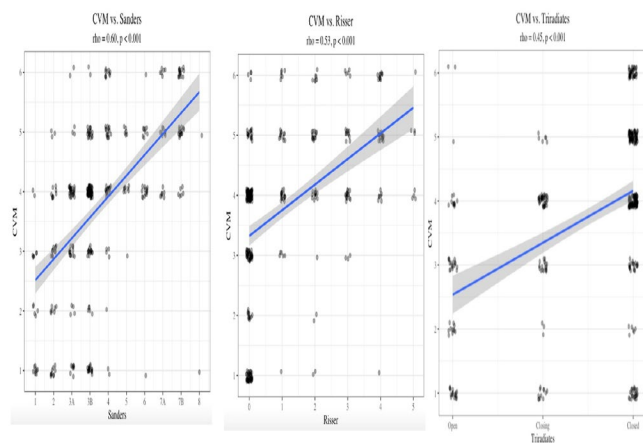 CVM vs. Sanders
rho = 0.60, p < 0.001
CVM
6
5
4
3
2
1
1 2 3A 3B 4 5 6 7A 7B 8
Sanders
CVM vs. Risser
rho = 0.53, p < 0.001
CVM
6
5
4
3
2
1
0 1 2 3 4 5
Risser
CVM vs. Triradiates
rho = 0.45, p < 0.001
CVM
6
5
4
3
2
1
Open Closing Closed
Triradiates